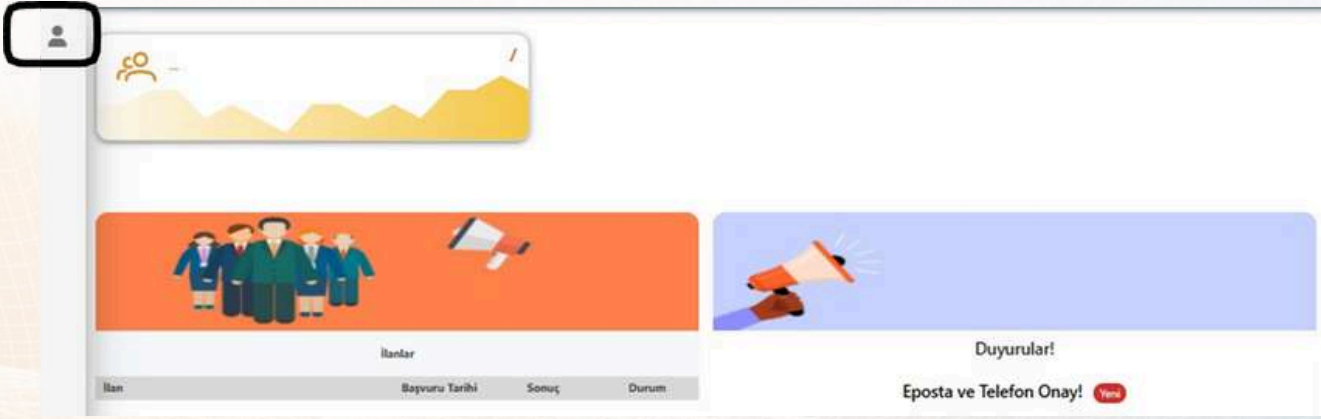 /
İlanlar
İlan Başvuru Tarihi Sonuç Durum
Duyurular!
Eposta ve Telefon Onay! Yeni